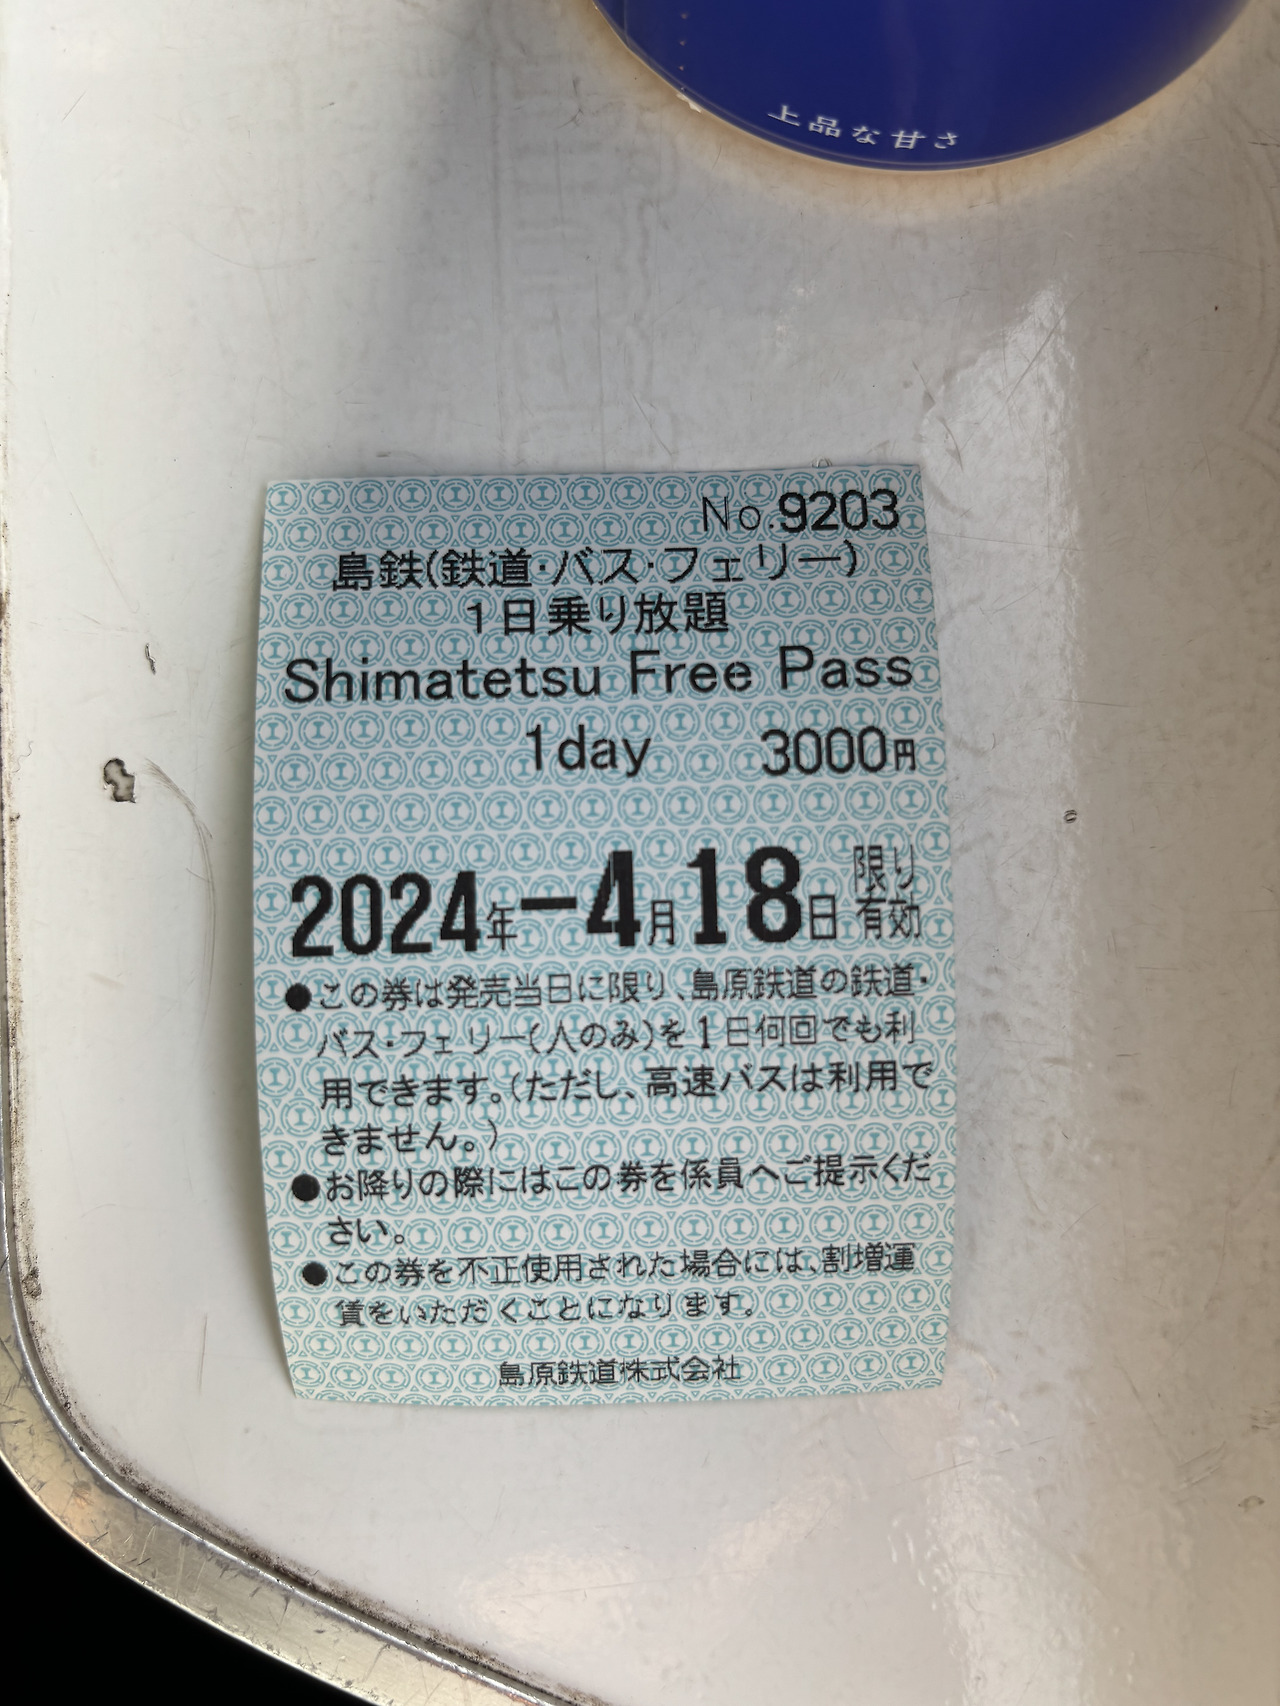 上品な甘さ
No.9203
島鉄(鉄道･バス･フェリー)
1日乗り放題
Shimatetsu Free Pass
1day 3000円
2024年-4月18日限り有効
●この券は発売当日に限り、島原鉄道の鉄道･
バス･フェリー(人のみ)を1日何回でも利
用できます。(ただし、高速バスは利用で
きません。)
●お降りの際にはこの券を係員へご提示くだ
さい。
●この券を不正使用された場合には、割増運
賃をいただくことになります。
島原鉄道株式会社